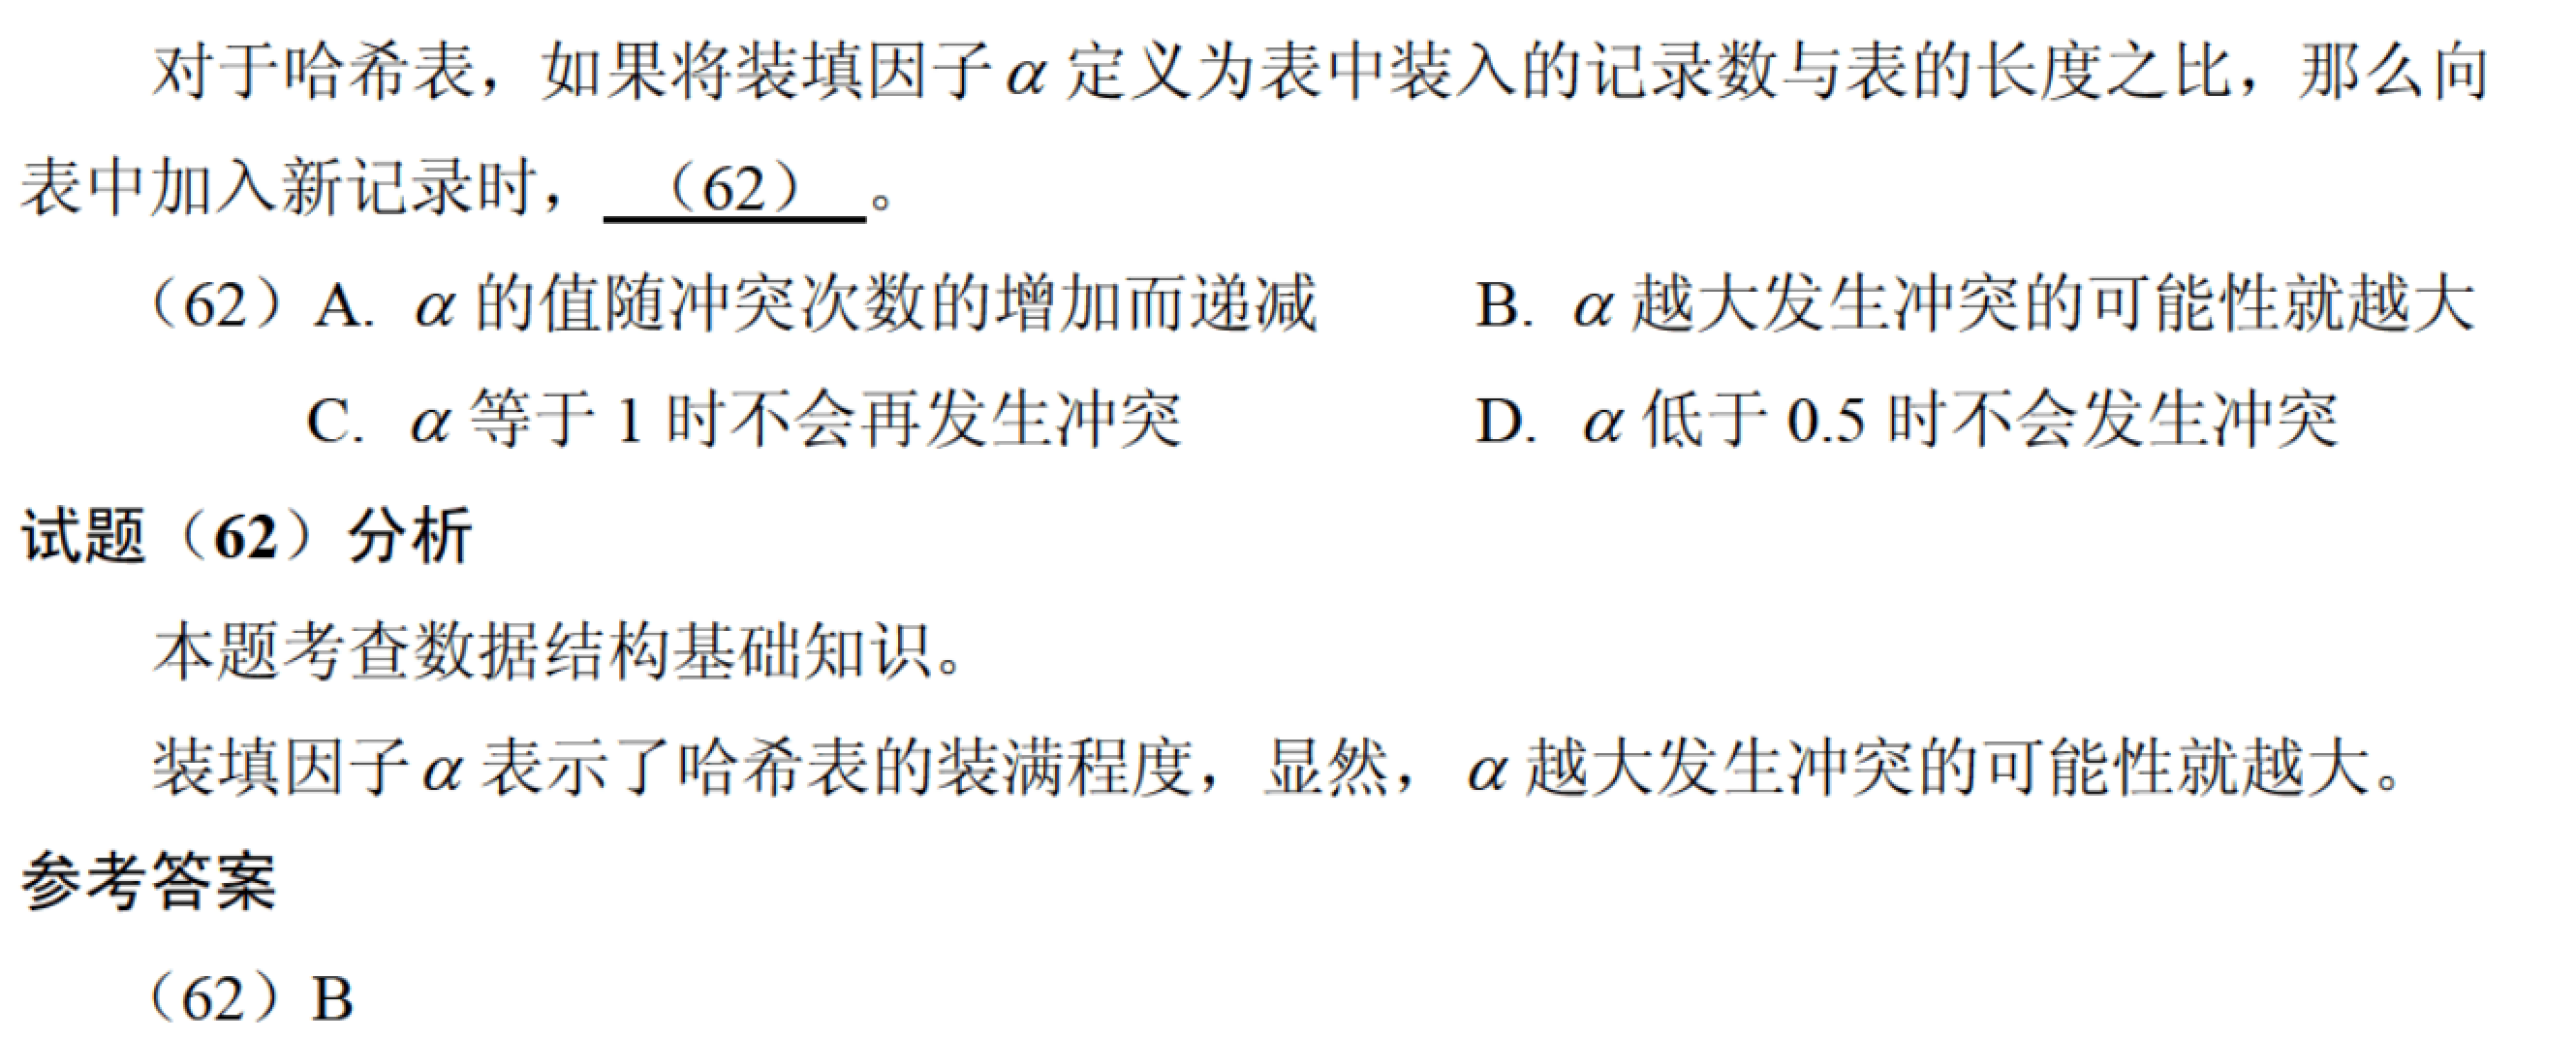 对于哈希表，如果将装填因子α定义为表中装入的记录数与表的长度之比，那么向
表中加入新记录时，（62）。
（62）A. α的值随冲突次数的增加而递减 B. α越大发生冲突的可能性就越大
C. α等于1时不会再发生冲突 D. α低于0.5时不会发生冲突
试题（62）分析
本题考查数据结构基础知识。
装填因子α表示了哈希表的装满程度，显然，α越大发生冲突的可能性就越大。
参考答案
（62）B